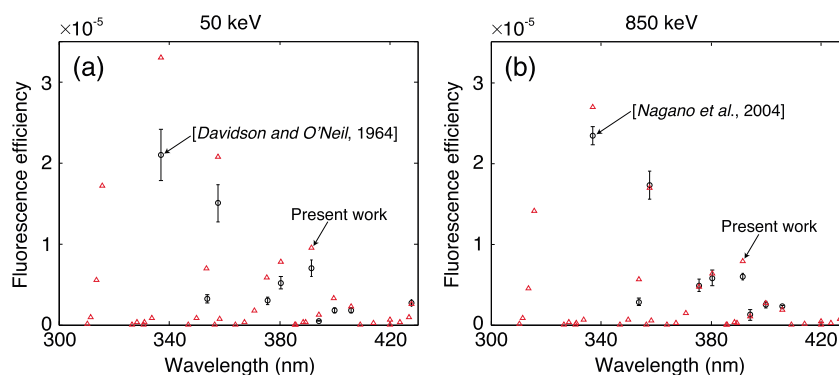 50 keV
×10-5
(a)
3
2
1
0
Fluorescence efficiency
[Davidson and O'Neil, 1964]
Present work
300
340
380
420
Wavelength (nm)
850 keV
×10-5
(b)
3
2
1
0
Fluorescence efficiency
[Nagano et al., 2004]
Present work
300
340
380
420
Wavelength (nm)